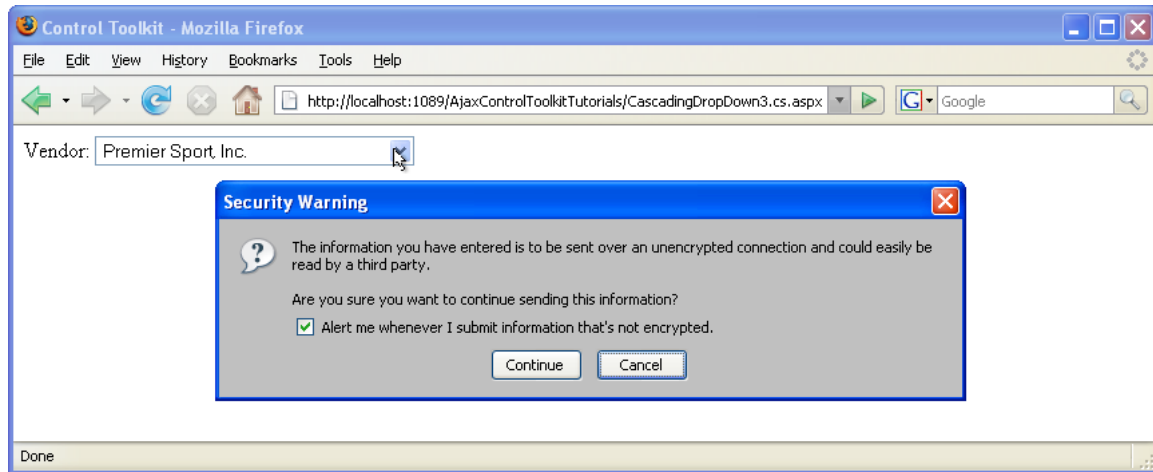 Control Toolkit - Mozilla Firefox
File Edit View History Bookmarks Tools Help
http://localhost:1089/AjaxControlToolkitTutorials/CascadingDropDown3.cs.aspx G Google
Vendor: Premier Sport, Inc.
Security Warning
The information you have entered is to be sent over an unencrypted connection and could easily be
read by a third party.
Are you sure you want to continue sending this information?
Alert me whenever I submit information that's not encrypted.
Continue Cancel
Done